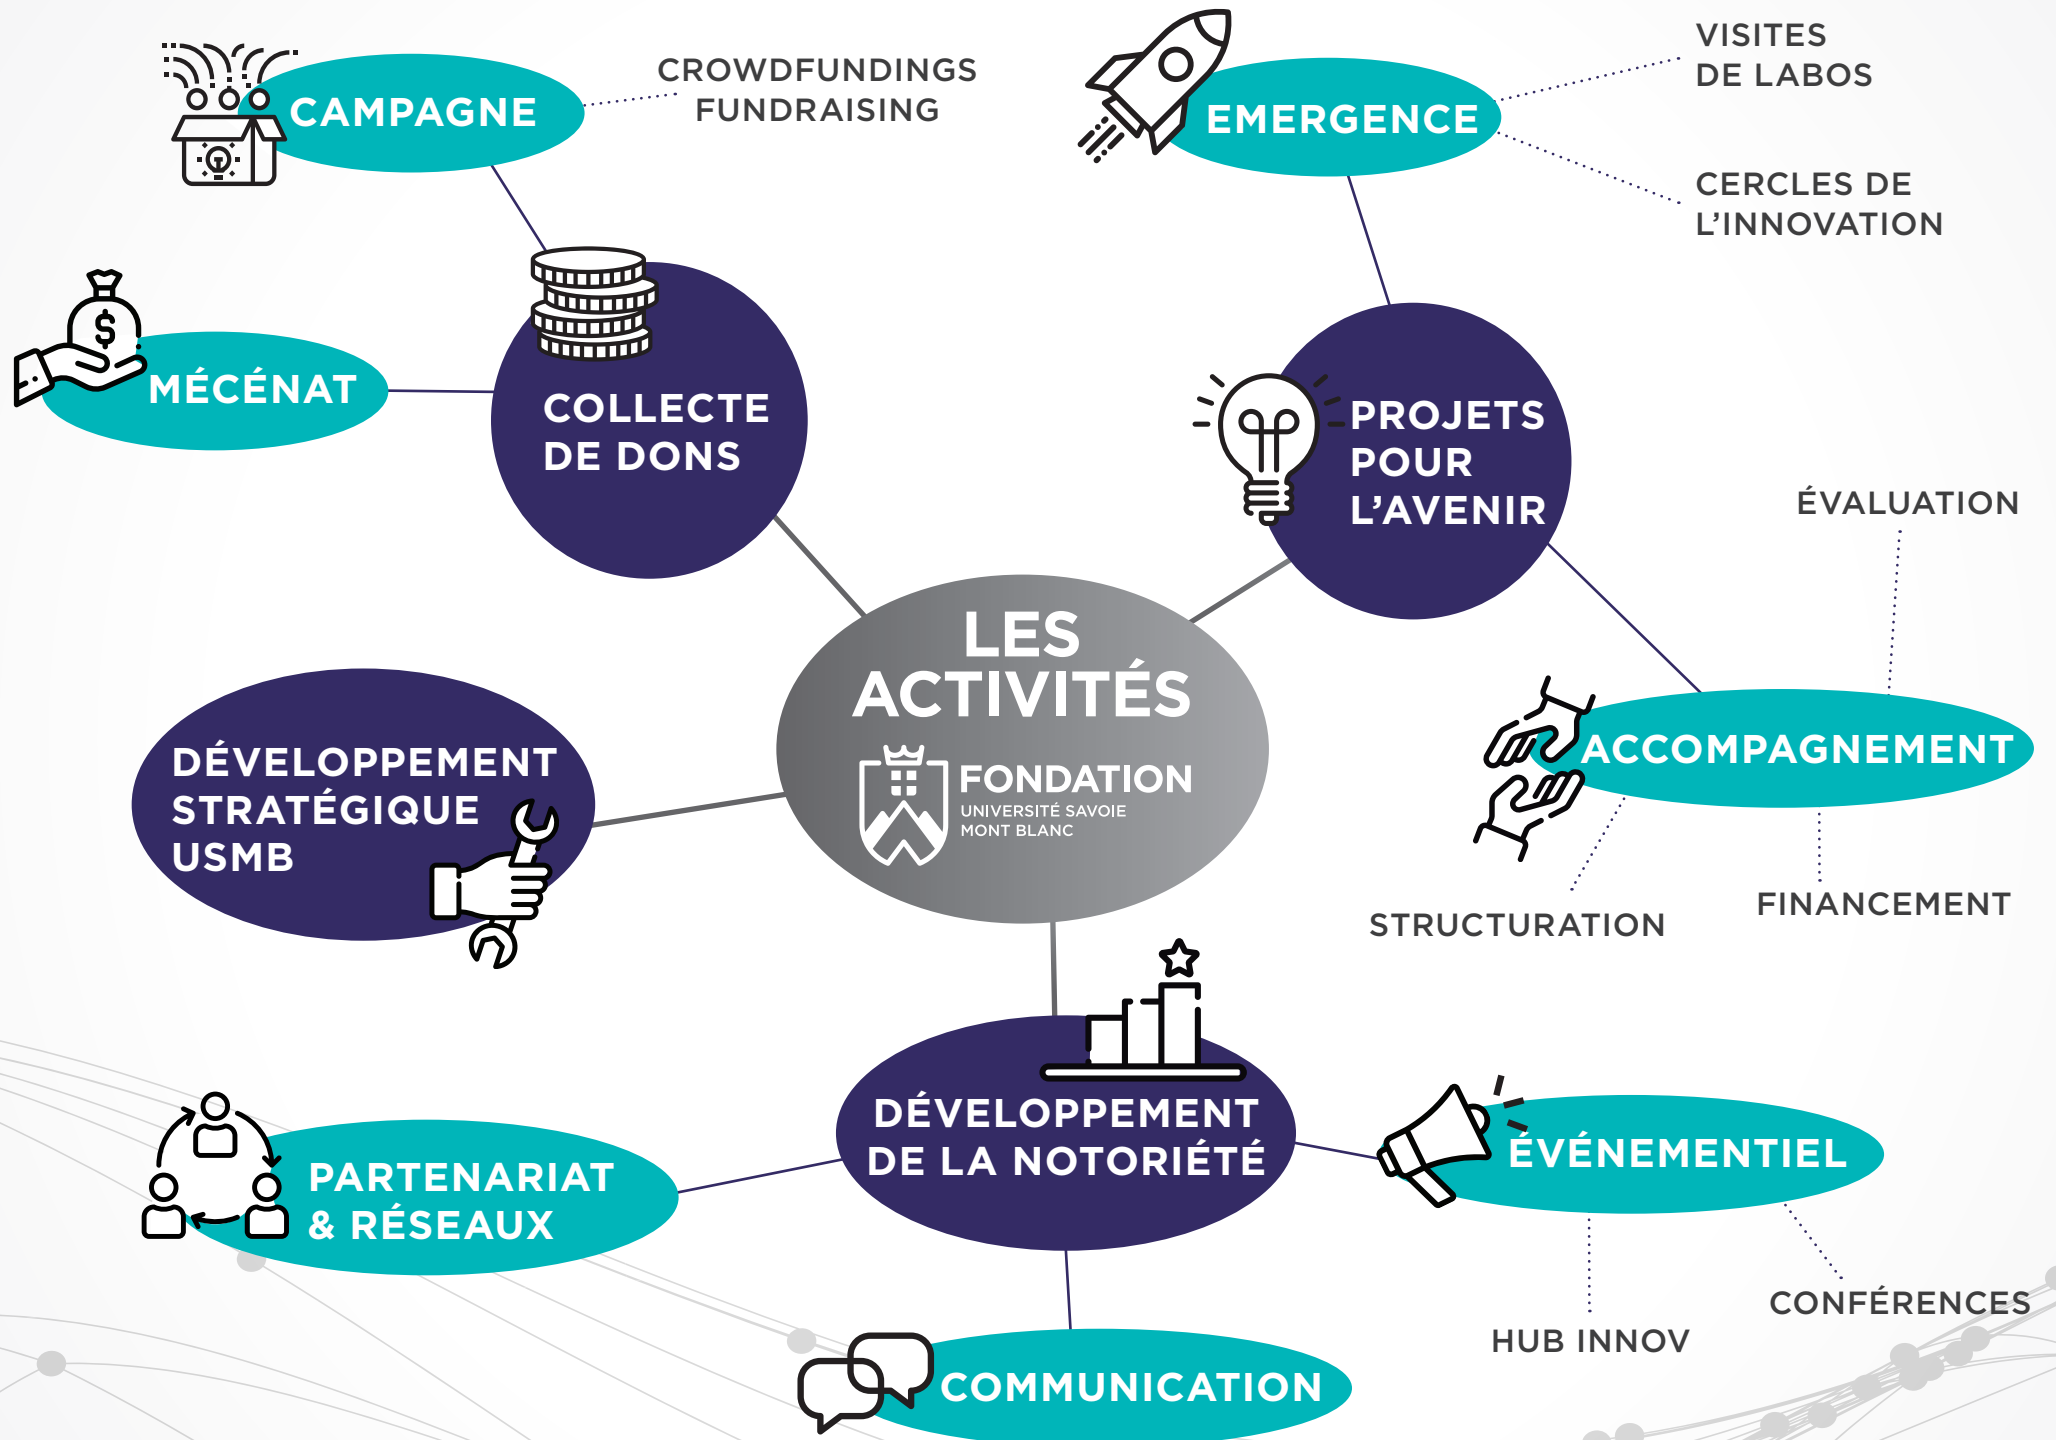 CAMPAGNE
CROWDFUNDINGS
FUNDRAISING
MÉCÉNAT
$
COLLECTE
DE DONS
EMERGENCE
VISITES
DE LABOS
CERCLES DE
L'INNOVATION
PROJETS
POUR
L'AVENIR
ÉVALUATION
ACCOMPAGNEMENT
STRUCTURATION
FINANCEMENT
LES
ACTIVITÉS
FONDATION
UNIVERSITÉ SAVOIE
MONT BLANC
DÉVELOPPEMENT
STRATÉGIQUE
USMB
DÉVELOPPEMENT
DE LA NOTORIÉTÉ
PARTENARIAT
& RÉSEAUX
ÉVÉNEMENTIEL
HUB INNOV
CONFÉRENCES
COMMUNICATION